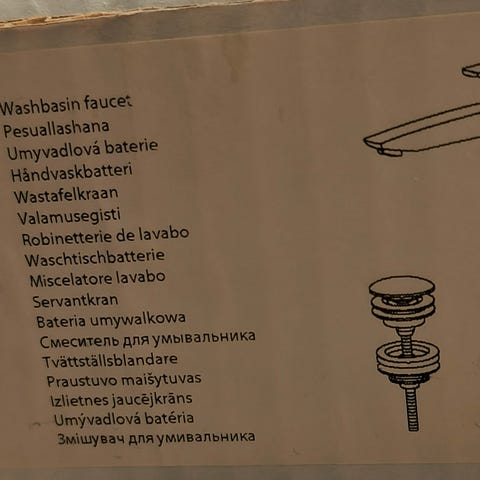 Washbasin faucet
Pesuallashana
Umyvadlová baterie
Håndvaskbatteri
Wastafelkraan
Valamusegisti
Robinetterie de lavabo
Waschtischbatterie
Miscelatore lavabo
Servantkran
Bateria umywalkowa
Смеситель для умывальника
Tvättställsblandare
Praustuvo maišytuvas
Izlietnes jaucējkrāns
Umývadlová batéria
Змішувач для умивальника